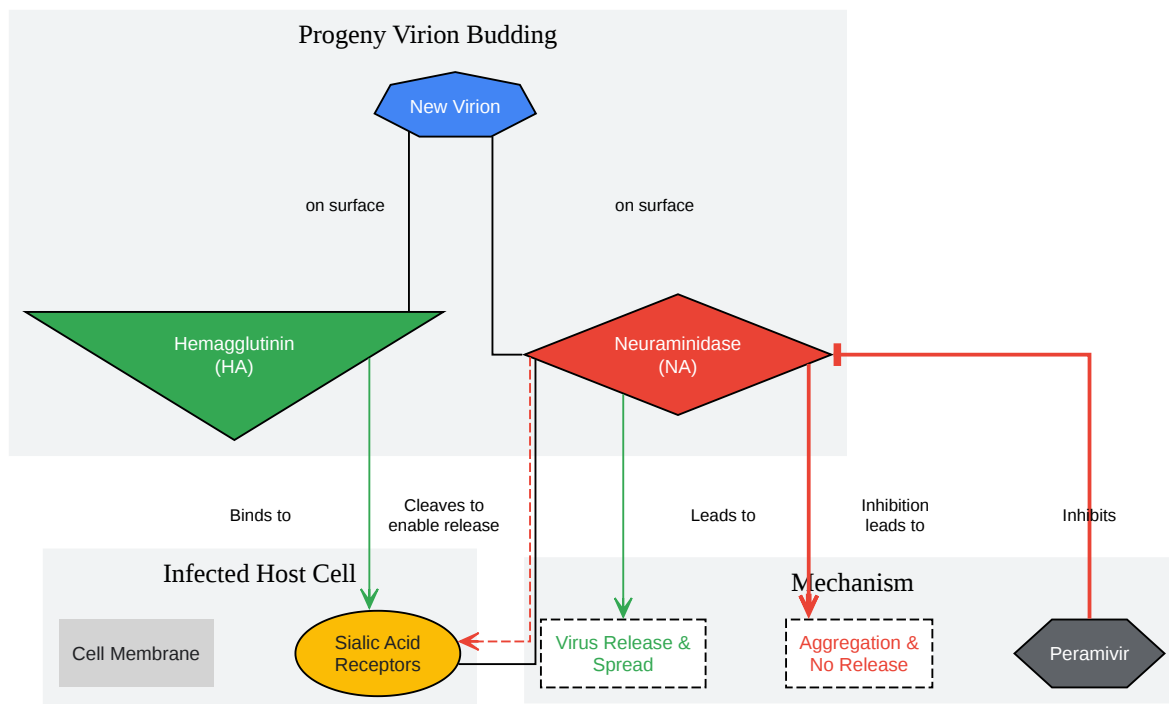 Progeny Virion Budding
New Virion
on surface
on surface
Hemagglutinin
(HA)
Neuraminidase
(NA)
Binds to
Cleaves to
enable release
Leads to
Inhibition
leads to
Inhibits
Infected Host Cell
Mechanism
Cell Membrane
Sialic Acid
Receptors
Virus Release &
Spread
Aggregation &
No Release
Peramivir